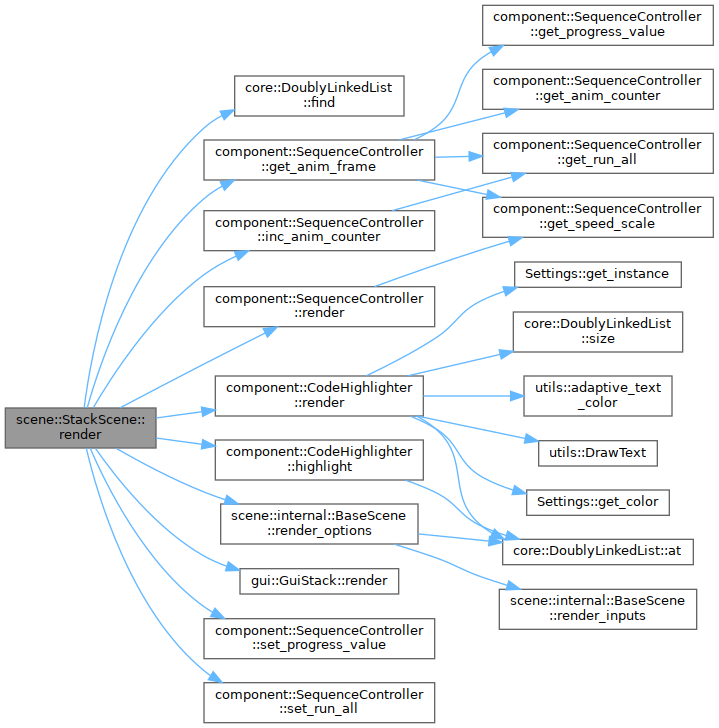 scene::StackScene::
render
core::DoublyLinkedList
::find
component::SequenceController
::get_anim_frame
component::SequenceController
::inc_anim_counter
component::SequenceController
::render
component::CodeHighlighter
::render
component::CodeHighlighter
::highlight
scene::internal::BaseScene
::render_options
gui::GuiStack::render
component::SequenceController
::set_progress_value
component::SequenceController
::set_run_all
component::SequenceController
::get_progress_value
component::SequenceController
::get_anim_counter
component::SequenceController
::get_run_all
component::SequenceController
::get_speed_scale
Settings::get_instance
core::DoublyLinkedList
::size
utils::adaptive_text
_color
utils::DrawText
Settings::get_color
core::DoublyLinkedList::at
scene::internal::BaseScene
::render_inputs